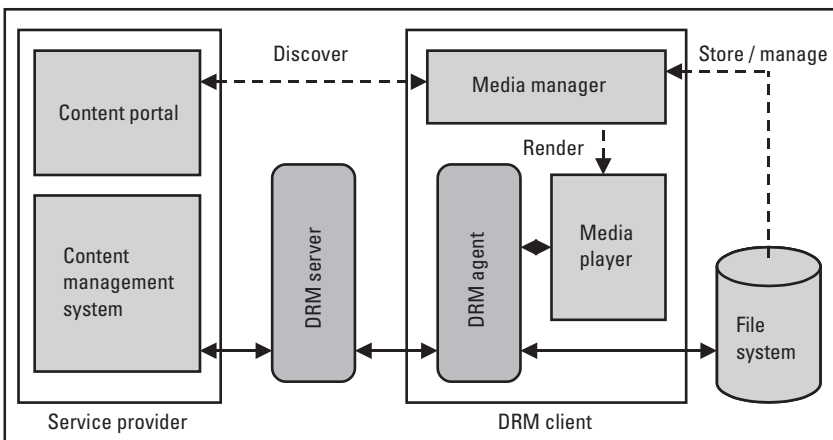 Discover
Store / manage
Content portal
Media manager
Render
Content
management
system
DRM server
DRM agent
Media
player
File
system
Service provider
DRM client